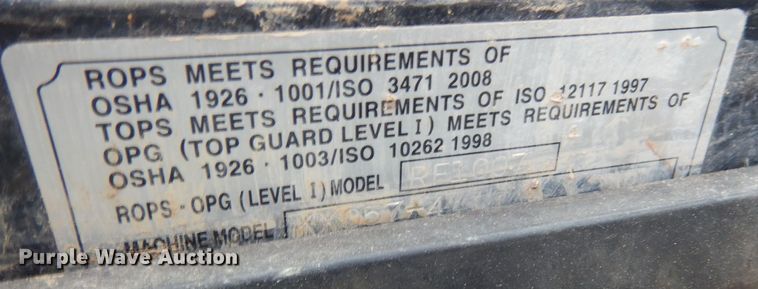 ROPS MEETS REQUIREMENTS OF
OSHA 1926 · 1001/ISO 3471 2008
TOPS MEETS REQUIREMENTS OF ISO 12117 1997
OPG (TOP GUARD LEVEL I) MEETS REQUIREMENTS OF
OSHA 1926 · 1003/ISO 10262 1998
ROPS · OPG (LEVEL I) MODEL
MACHINE MODEL
Purple Wave Auction